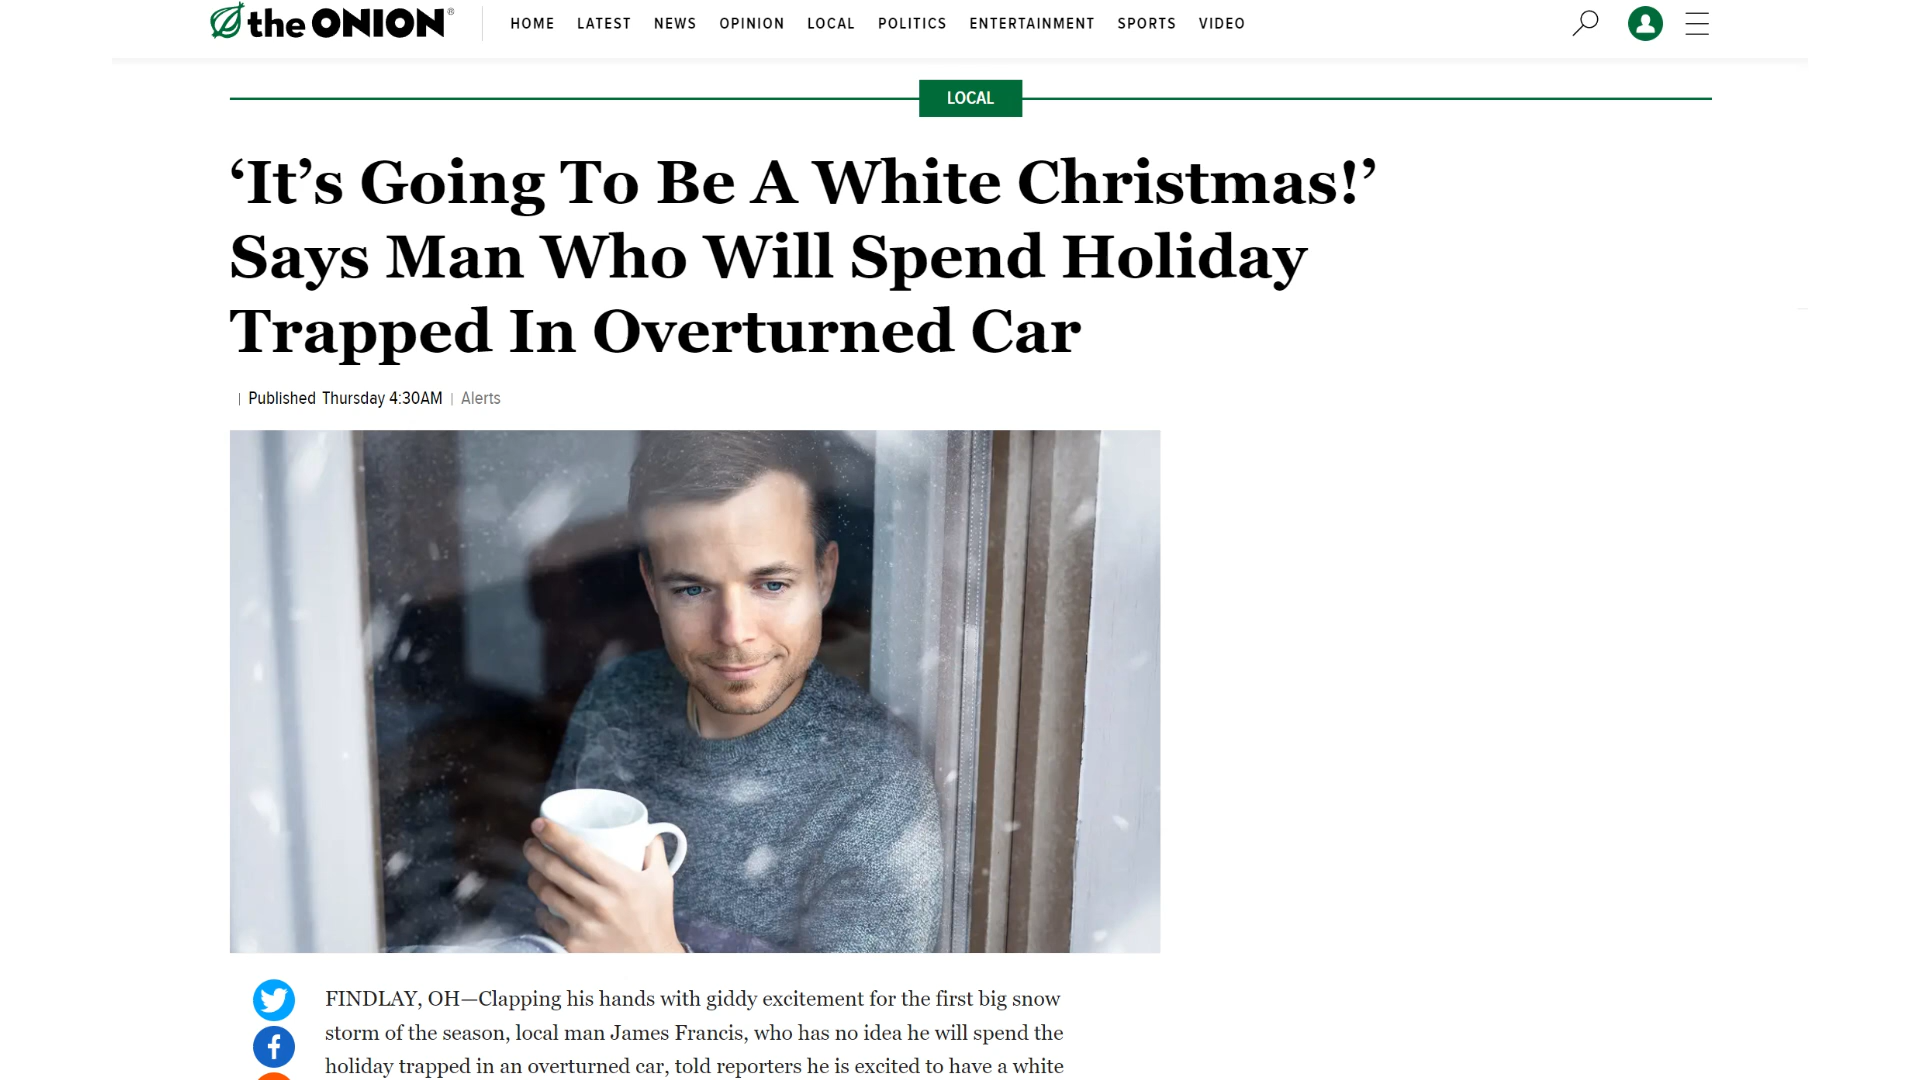 the ONION®
HOME LATEST NEWS OPINION LOCAL POLITICS ENTERTAINMENT SPORTS VIDEO
LOCAL
‘It’s Going To Be A White Christmas!’
Says Man Who Will Spend Holiday
Trapped In Overturned Car
| Published Thursday 4:30AM | Alerts
FINDLAY, OH—Clapping his hands with giddy excitement for the first big snow
storm of the season, local man James Francis, who has no idea he will spend the
holiday trapped in an overturned car, told reporters he is excited to have a white